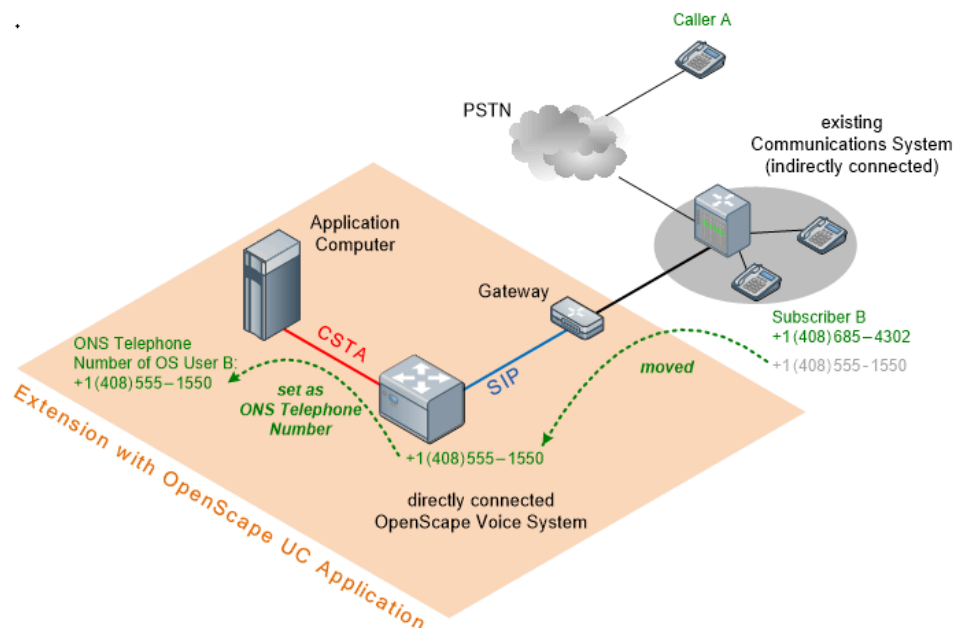 Caller A
PSTN
existing
Communications System
(indirectly connected)
Application
Computer
Gateway
CSTA
SIP
Subscriber B
+1(408)685–4302
+1(408)555-1550
moved
ONS Telephone
Number of OS User B:
+1(408)555–1550
set as
ONS Telephone
Number
+1(408)555–1550
directly connected
OpenScape Voice System
Extension with OpenScape UC Application